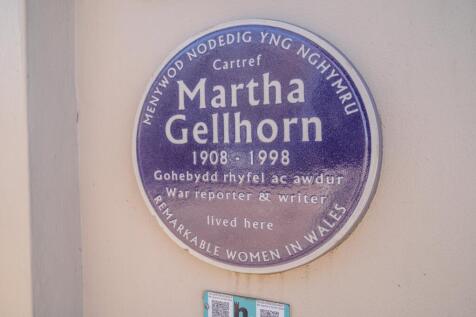 MENYWOD NODEDIG YNG NGHYMRU
Cartref
Martha
Gellhorn
1908 - 1998
Gohebydd rhyfel ac awdur
War reporter & writer
lived here
REMARKABLE WOMEN IN WALES
h